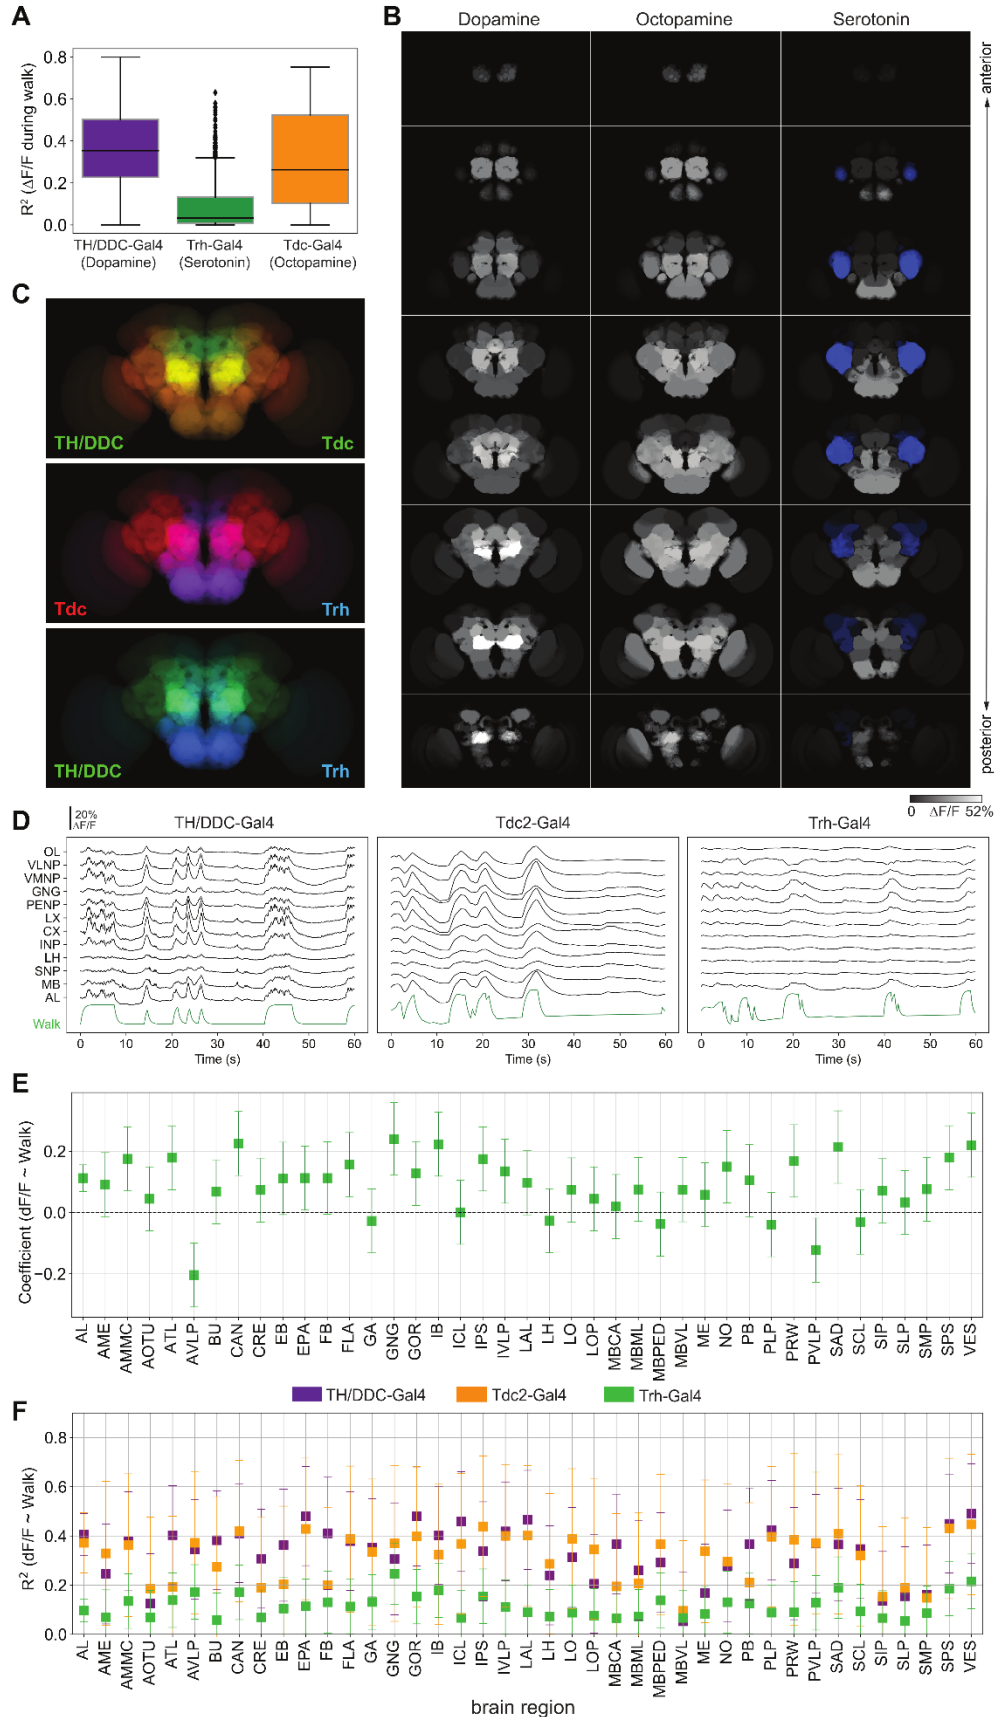 A
R² (ΔF/F during walk)
0.8
0.6
0.4
0.2
0.0
TH/DDC-Gal4 Trh-Gal4 Tdc-Gal4
(Dopamine) (Serotonin) (Octopamine)
B
Dopamine Octopamine Serotonin
anterior
posterior
0 ΔF/F 52%
C
TH/DDC Tdc
Tdc Trh
TH/DDC Trh
D
20%
ΔF/F
TH/DDC-Gal4 Tdc2-Gal4 Trh-Gal4
OL
VLNP
VMNP
GNG
PENP
LX
CX
INP
LH
SNP
MB
AL
Walk
0 10 20 30 40 50 60 0 10 20 30 40 50 60 0 10 20 30 40 50 60
Time (s) Time (s) Time (s)
E
Coefficient (dF/F ~ Walk)
0.2
0.0
−0.2
AL AME AMMC AOTU ATL AVLP BU CAN CRE EB EPA FB FLA GA GNG GOR IB ICL IPS IVLP LAL LH LO LOP MBCA MBML MBPED MBVL ME NO PB PLP PRW PVLP SAD SCL SIP SLP SMP SPS VES
TH/DDC-Gal4 Tdc2-Gal4 Trh-Gal4
F
R² (dF/F ~ Walk)
0.8
0.6
0.4
0.2
0.0
AL AME AMMC AOTU ATL AVLP BU CAN CRE EB EPA FB FLA GA GNG GOR IB ICL IPS IVLP LAL LH LO LOP MBCA MBML MBPED MBVL ME NO PB PLP PRW PVLP SAD SCL SIP SLP SMP SPS VES
brain region